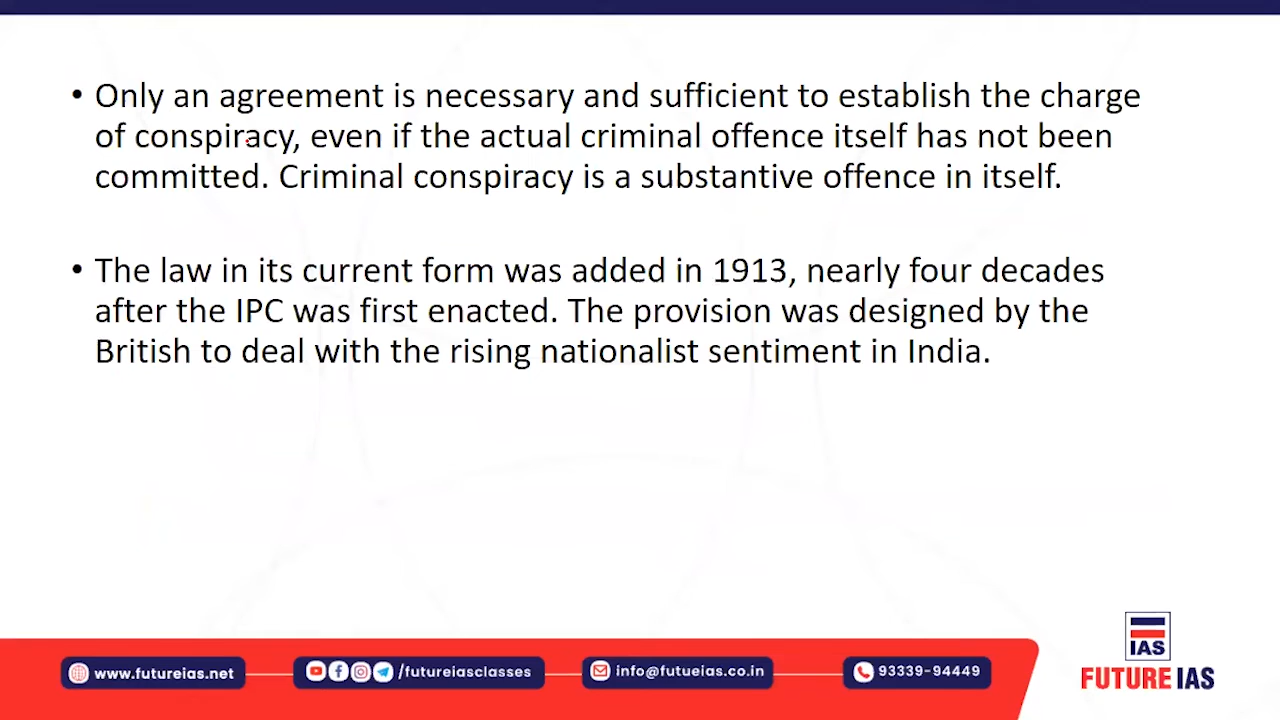 • Only an agreement is necessary and sufficient to establish the charge
of conspiracy, even if the actual criminal offence itself has not been
committed. Criminal conspiracy is a substantive offence in itself.
• The law in its current form was added in 1913, nearly four decades
after the IPC was first enacted. The provision was designed by the
British to deal with the rising nationalist sentiment in India.
IAS
www.futureias.net
/futureiasclasses
info@futueias.co.in
93339-94449
FUTURE IAS